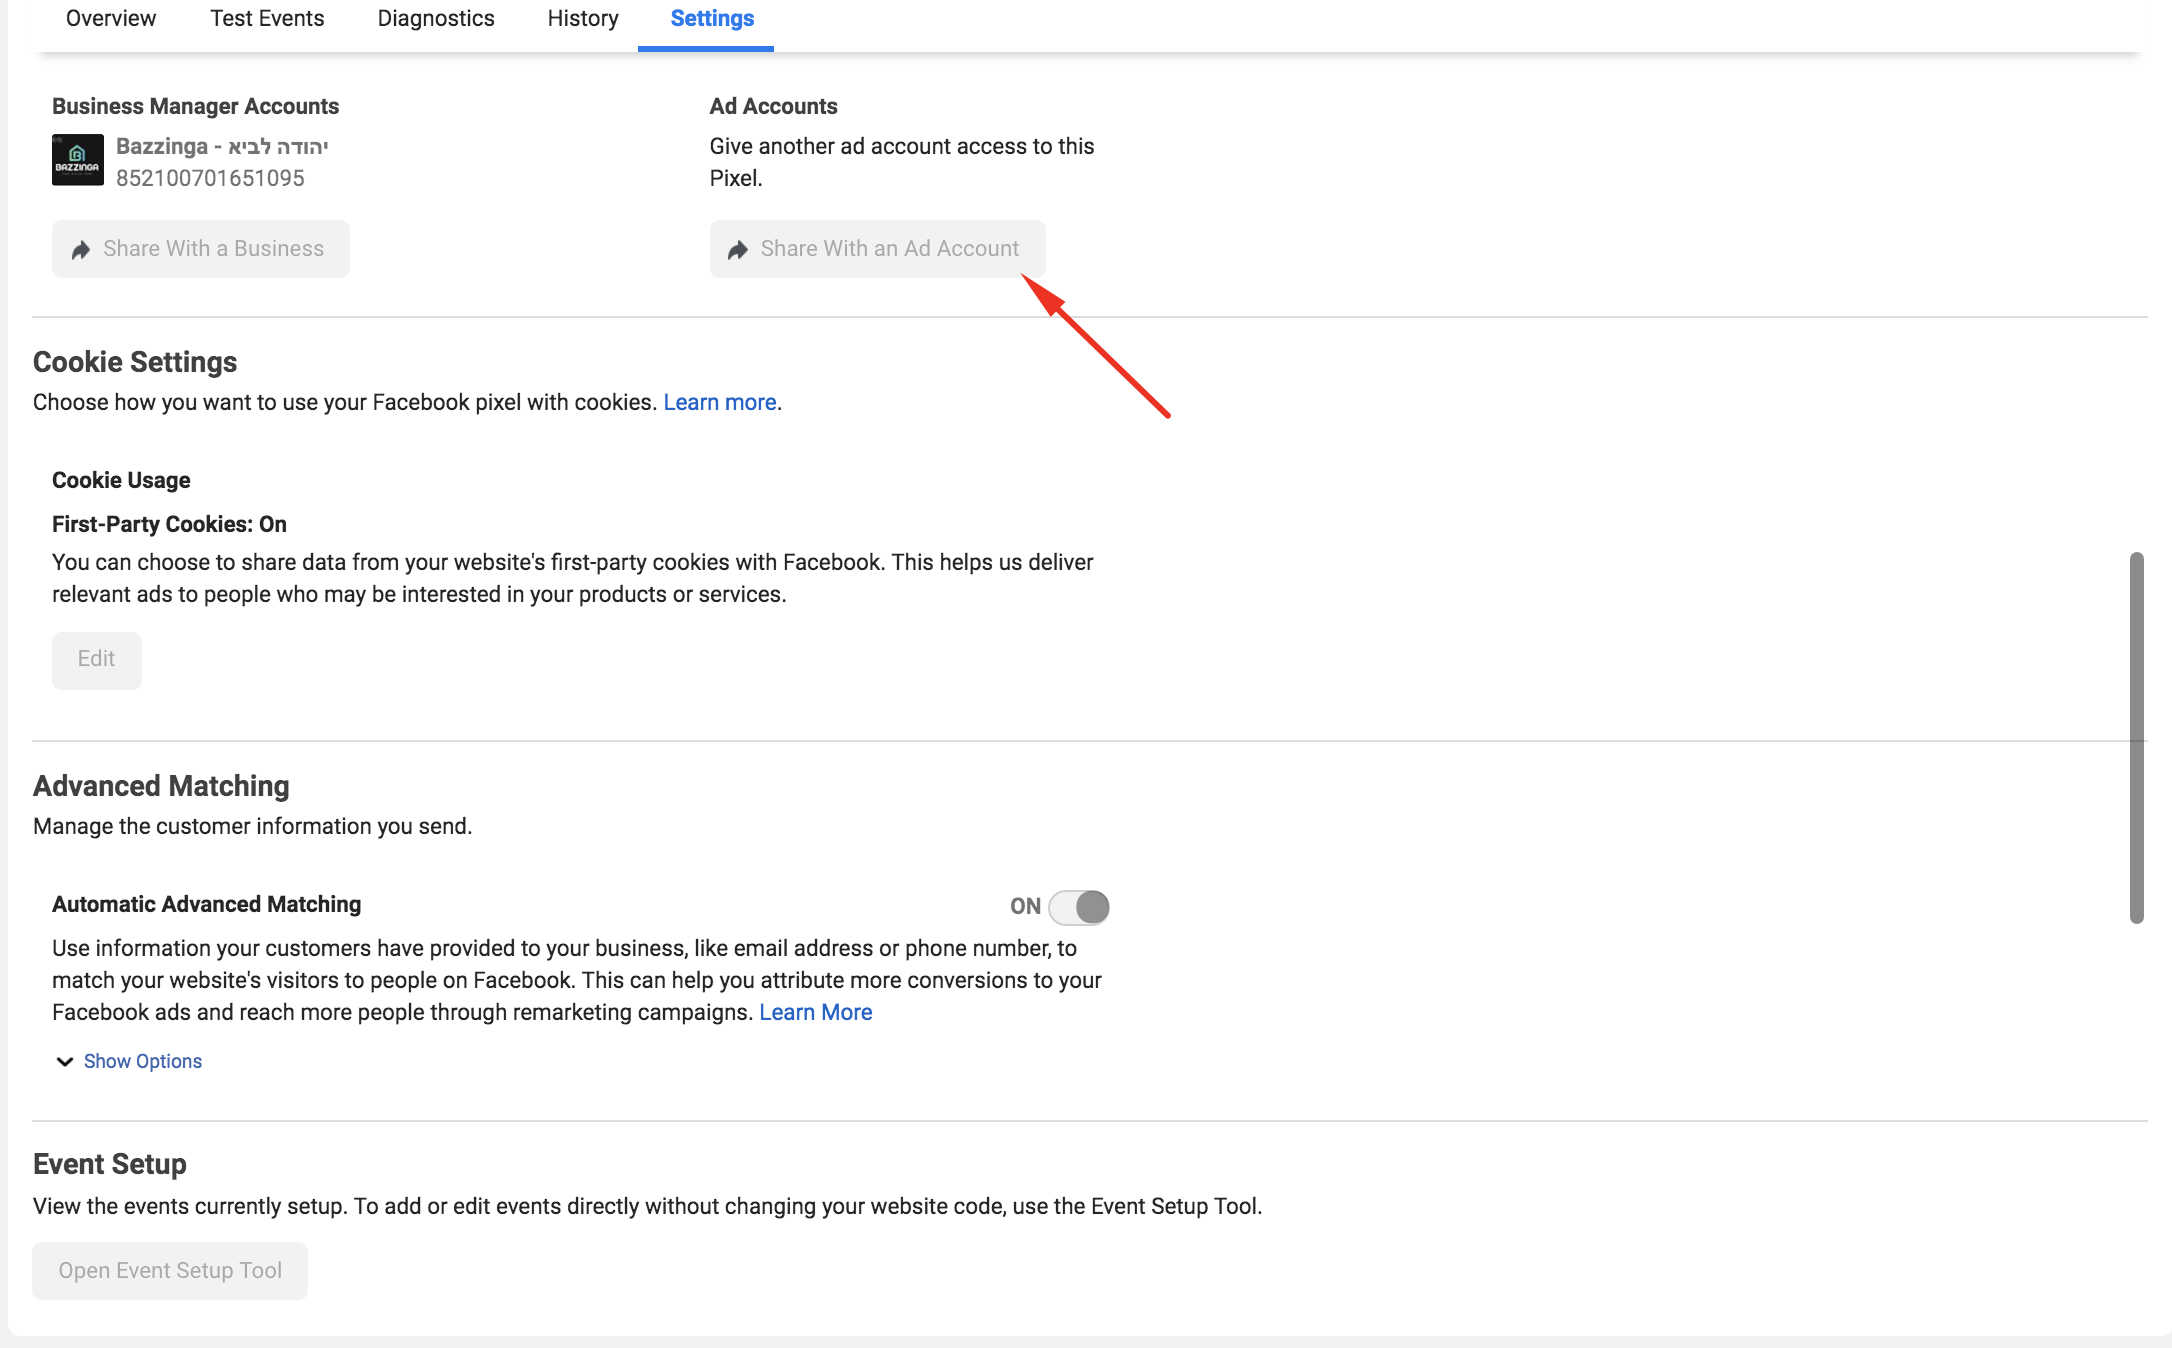 Overview Test Events Diagnostics History Settings
Business Manager Accounts
Bazzinga - יהודה לביא
852100701651095
BAZZINGA
Share With a Business
Ad Accounts
Give another ad account access to this
Pixel.
Share With an Ad Account
Cookie Settings
Choose how you want to use your Facebook pixel with cookies. Learn more.
Cookie Usage
First-Party Cookies: On
You can choose to share data from your website's first-party cookies with Facebook. This helps us deliver
relevant ads to people who may be interested in your products or services.
Edit
Advanced Matching
Manage the customer information you send.
Automatic Advanced Matching
ON
Use information your customers have provided to your business, like email address or phone number, to
match your website's visitors to people on Facebook. This can help you attribute more conversions to your
Facebook ads and reach more people through remarketing campaigns. Learn More
Show Options
Event Setup
View the events currently setup. To add or edit events directly without changing your website code, use the Event Setup Tool.
Open Event Setup Tool